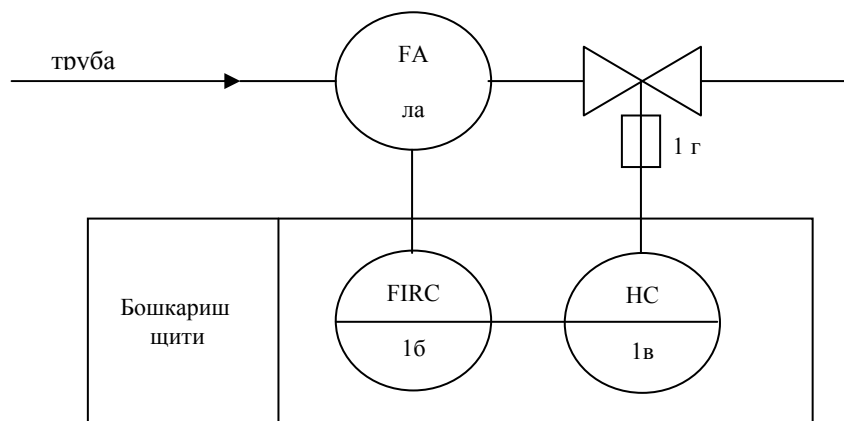 труба
FA
ла
1 г
Бошкариш
щити
FIRC
1б
HC
1в